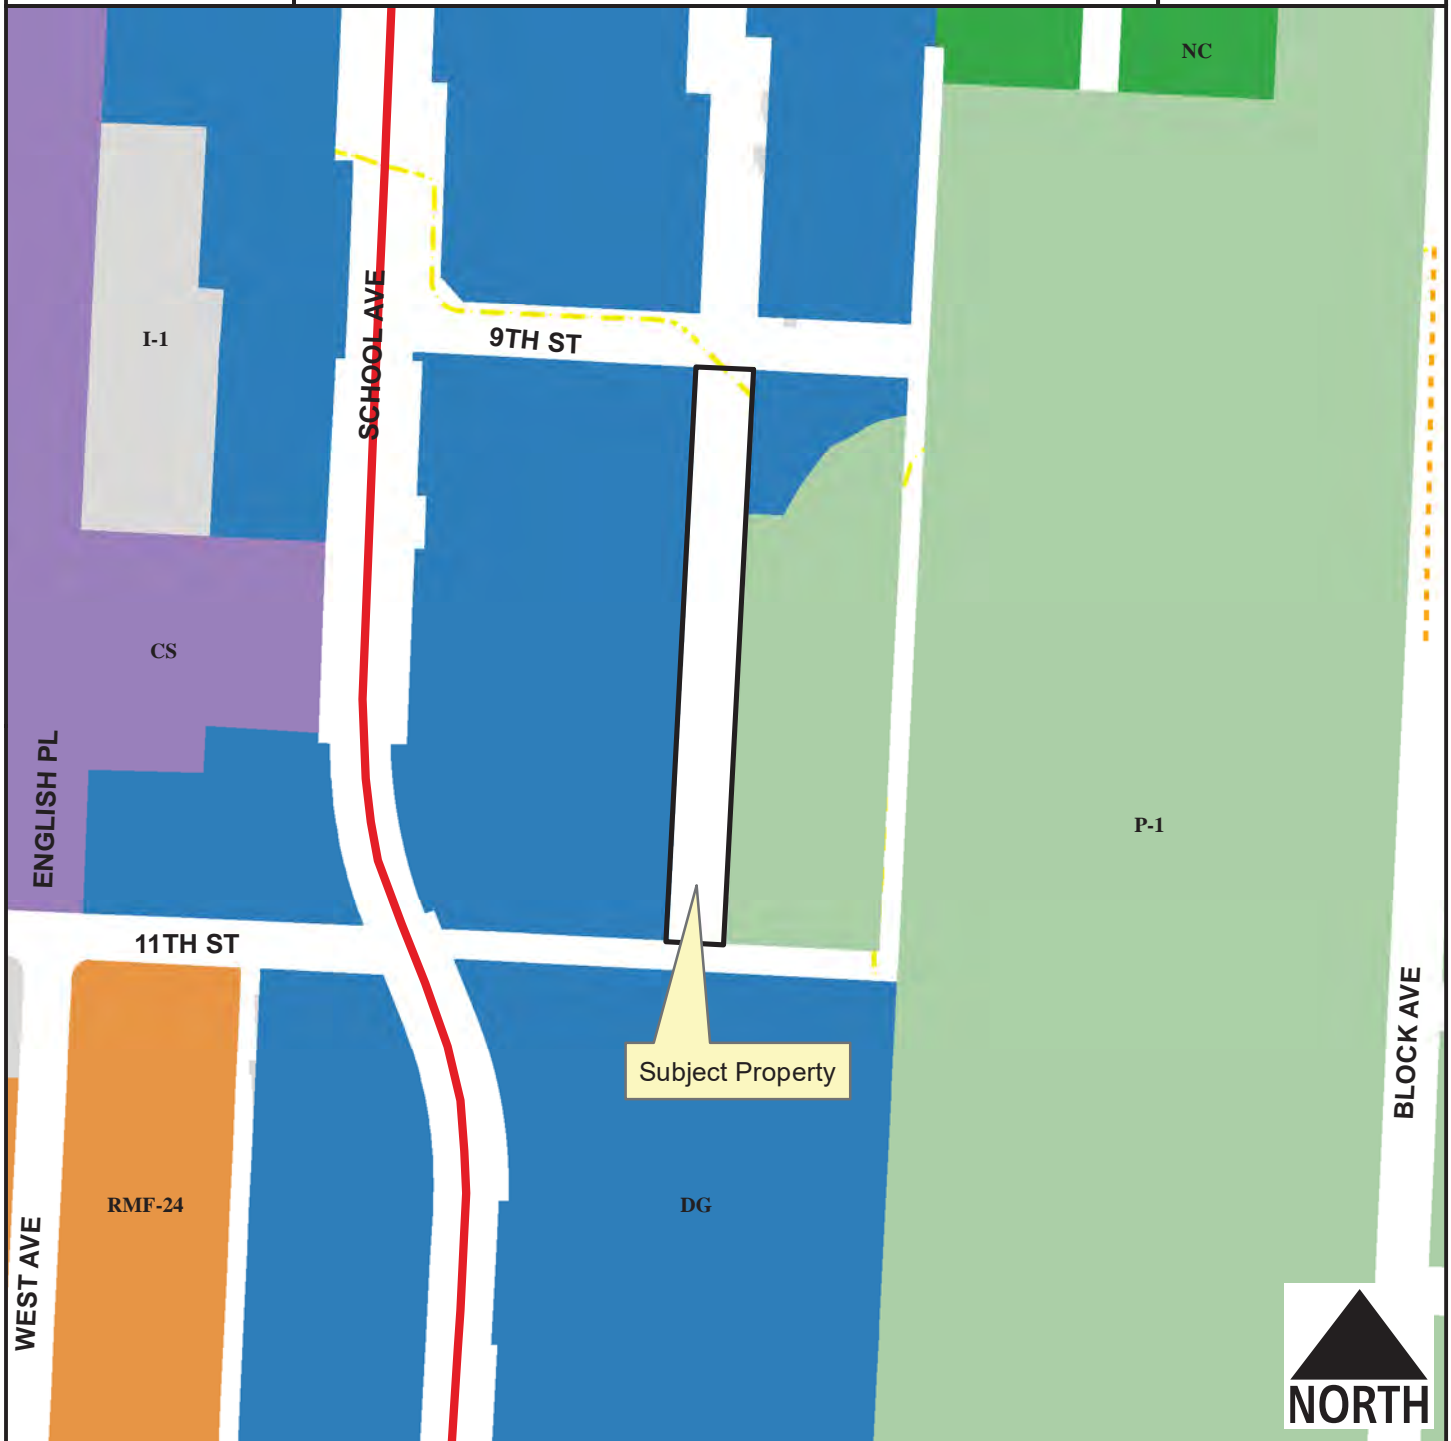 NC
SCHOOL AVE
9TH ST
I-1
CS
ENGLISH PL
P-1
11TH ST
Subject Property
BLOCK AVE
RMF-24
DG
WEST AVE
NORTH